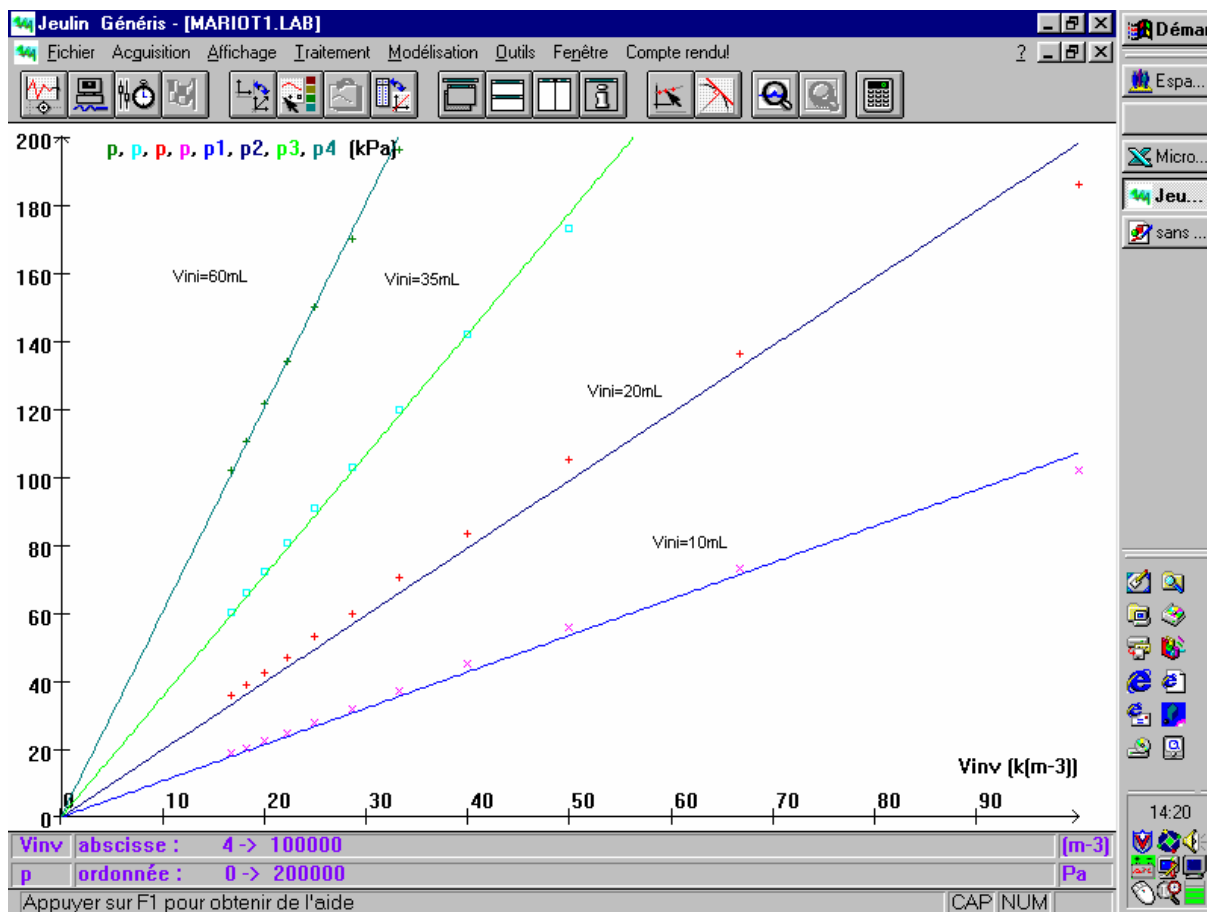 Jeulin Généris - [MARIOT1.LAB]
Démar
Fichier Acquisition Affichage Traitement Modélisation Outils Fenêtre Compte rendu! ?
Espa...
Micro...
Jeu...
sans ...
p, p, p, p, p1, p2, p3, p4 (kPa)
200
180
160
140
120
100
80
60
40
20
0
Vini=60mL
Vini=35mL
Vini=20mL
Vini=10mL
Vinv (k(m-3))
0 10 20 30 40 50 60 70 80 90
14:20
Vinv abscisse : 4 -> 100000 (m-3)
p ordonnée : 0 -> 200000 Pa
Appuyer sur F1 pour obtenir de l'aide CAP NUM